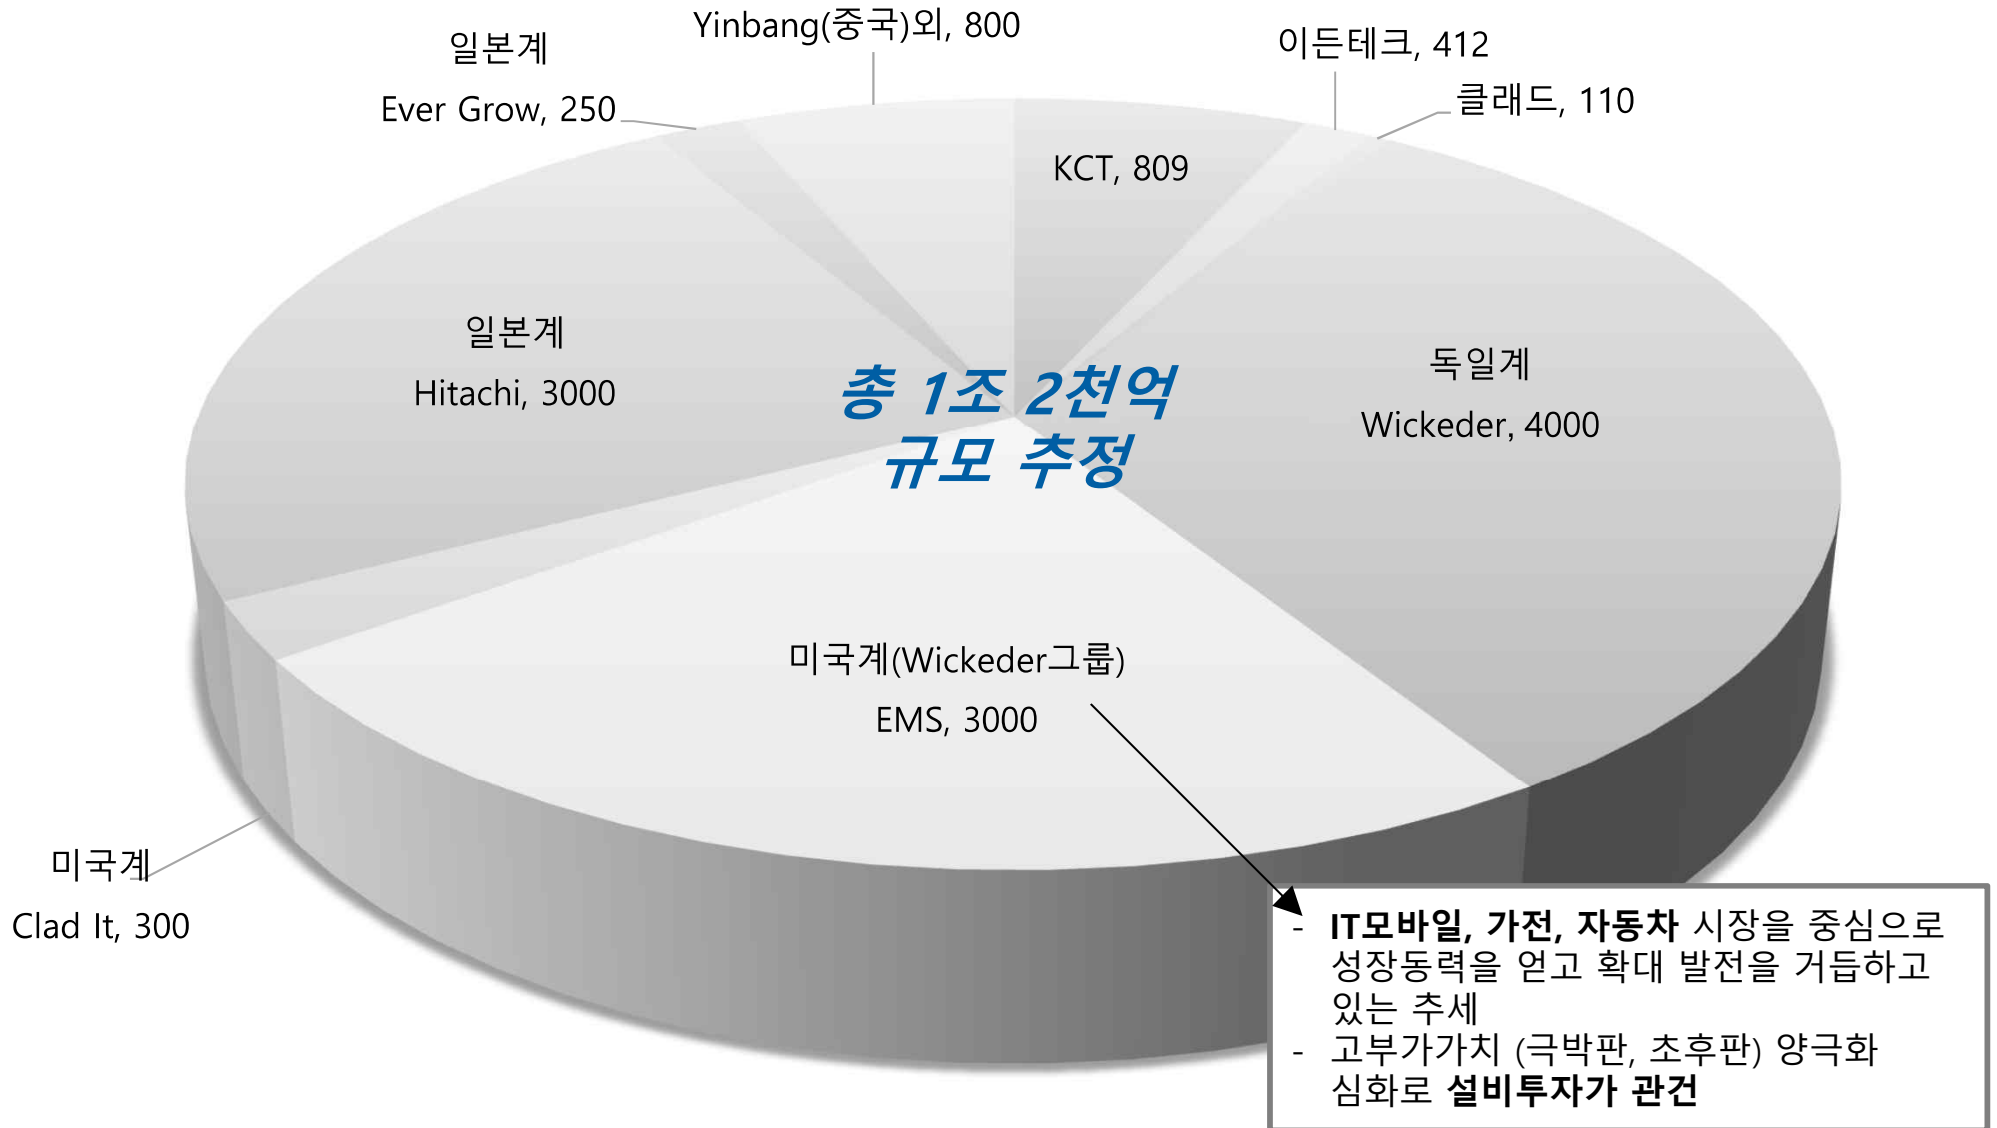 Yinbang(중국)외, 800
일본계
Ever Grow, 250
이든테크, 412
클래드, 110
KCT, 809
일본계
Hitachi, 3000
독일계
Wickeder, 4000
총 1조 2천억
규모 추정
미국계(Wickeder그룹)
EMS, 3000
미국계
Clad It, 300
- IT모바일, 가전, 자동차 시장을 중심으로
성장동력을 얻고 확대 발전을 거듭하고
있는 추세
- 고부가가치 (극박판, 초후판) 양극화
심화로 설비투자가 관건